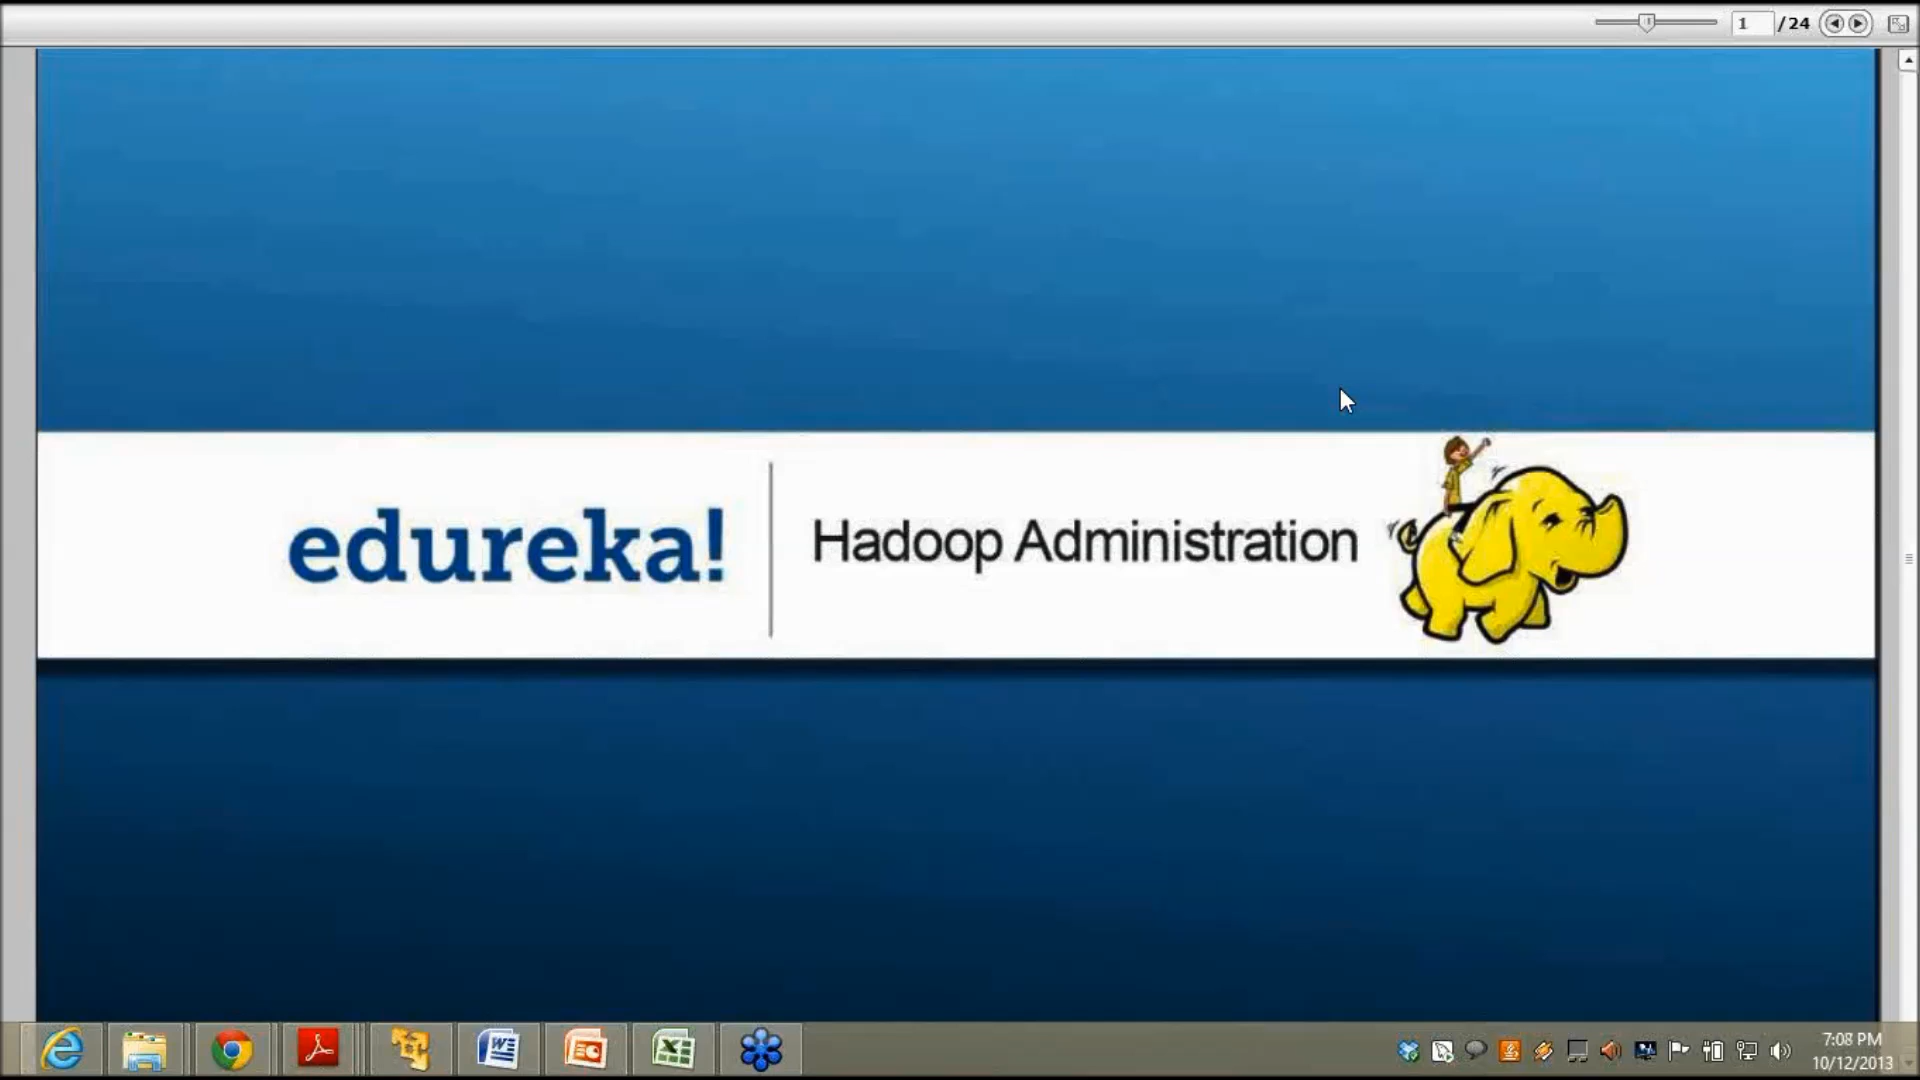 1 /24
edureka!
Hadoop Administration
7:08 PM
10/12/2013